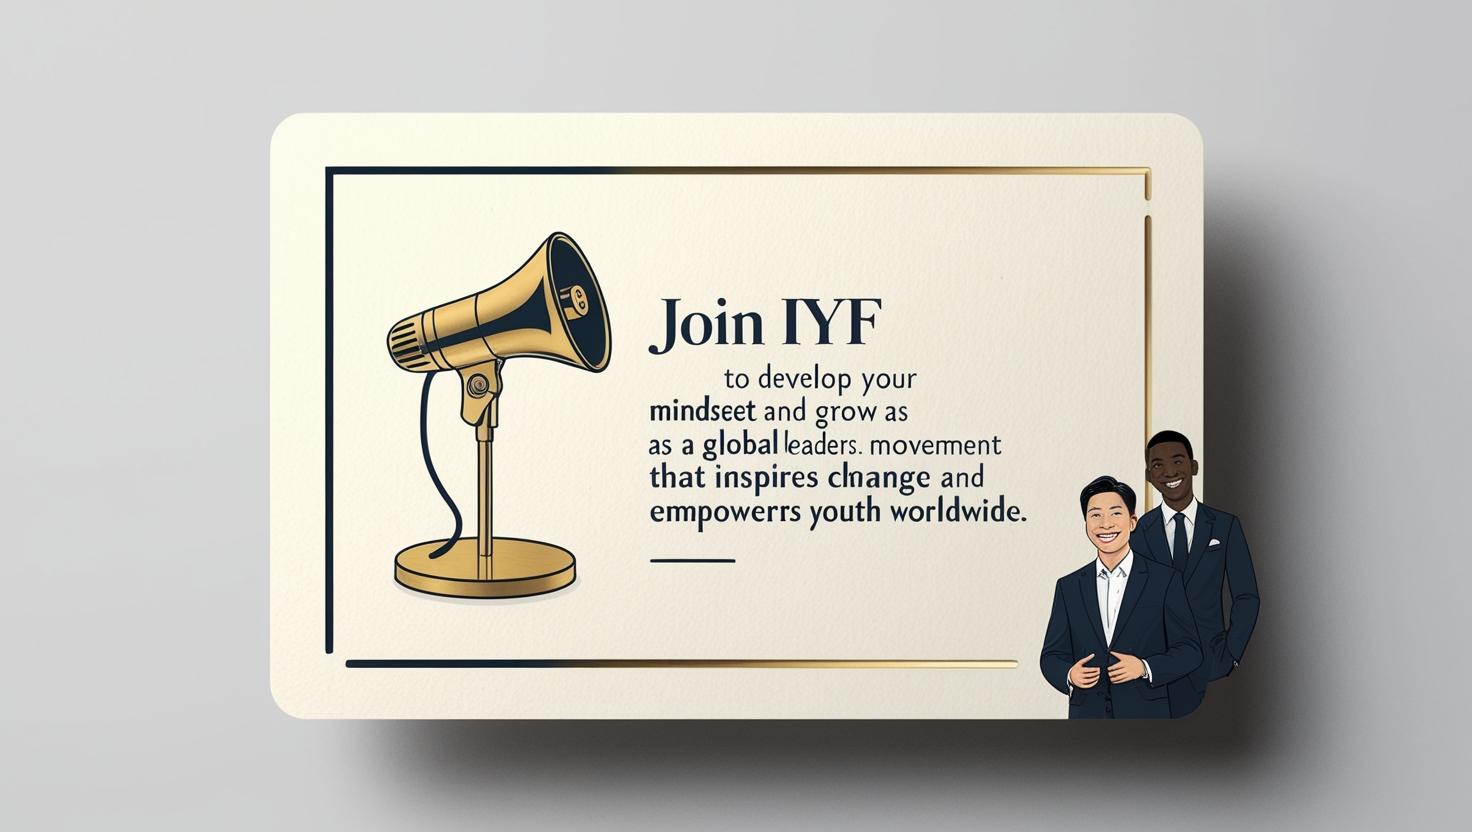 Join IYF
to develop your
mindseet and grow as
as a global leaders. movement
that inspires change and
empowerrs youth worldwide.